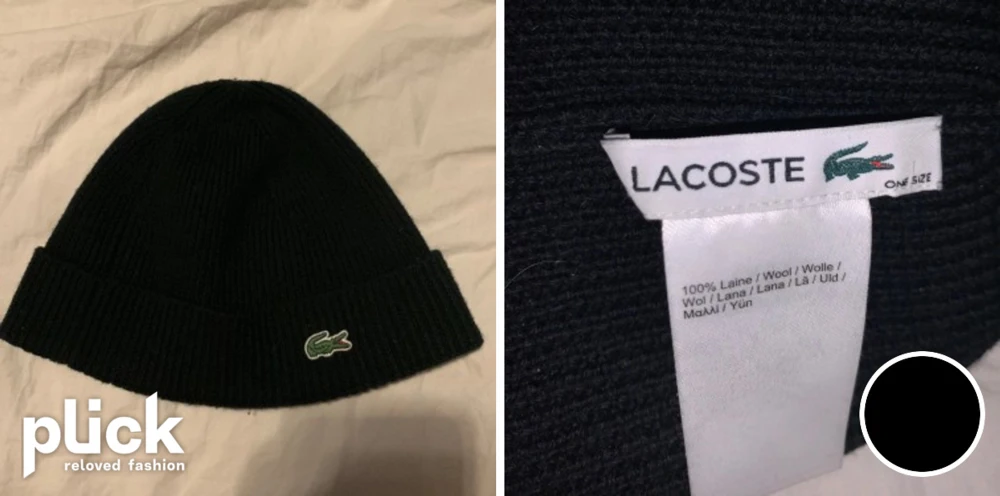 plick
reloved fashion
LACOSTE
ONE SIZE
100% Laine / Wool / Wolle /
Wol / Lana / Lana / Lã / Uld /
Μαλλί / Yün